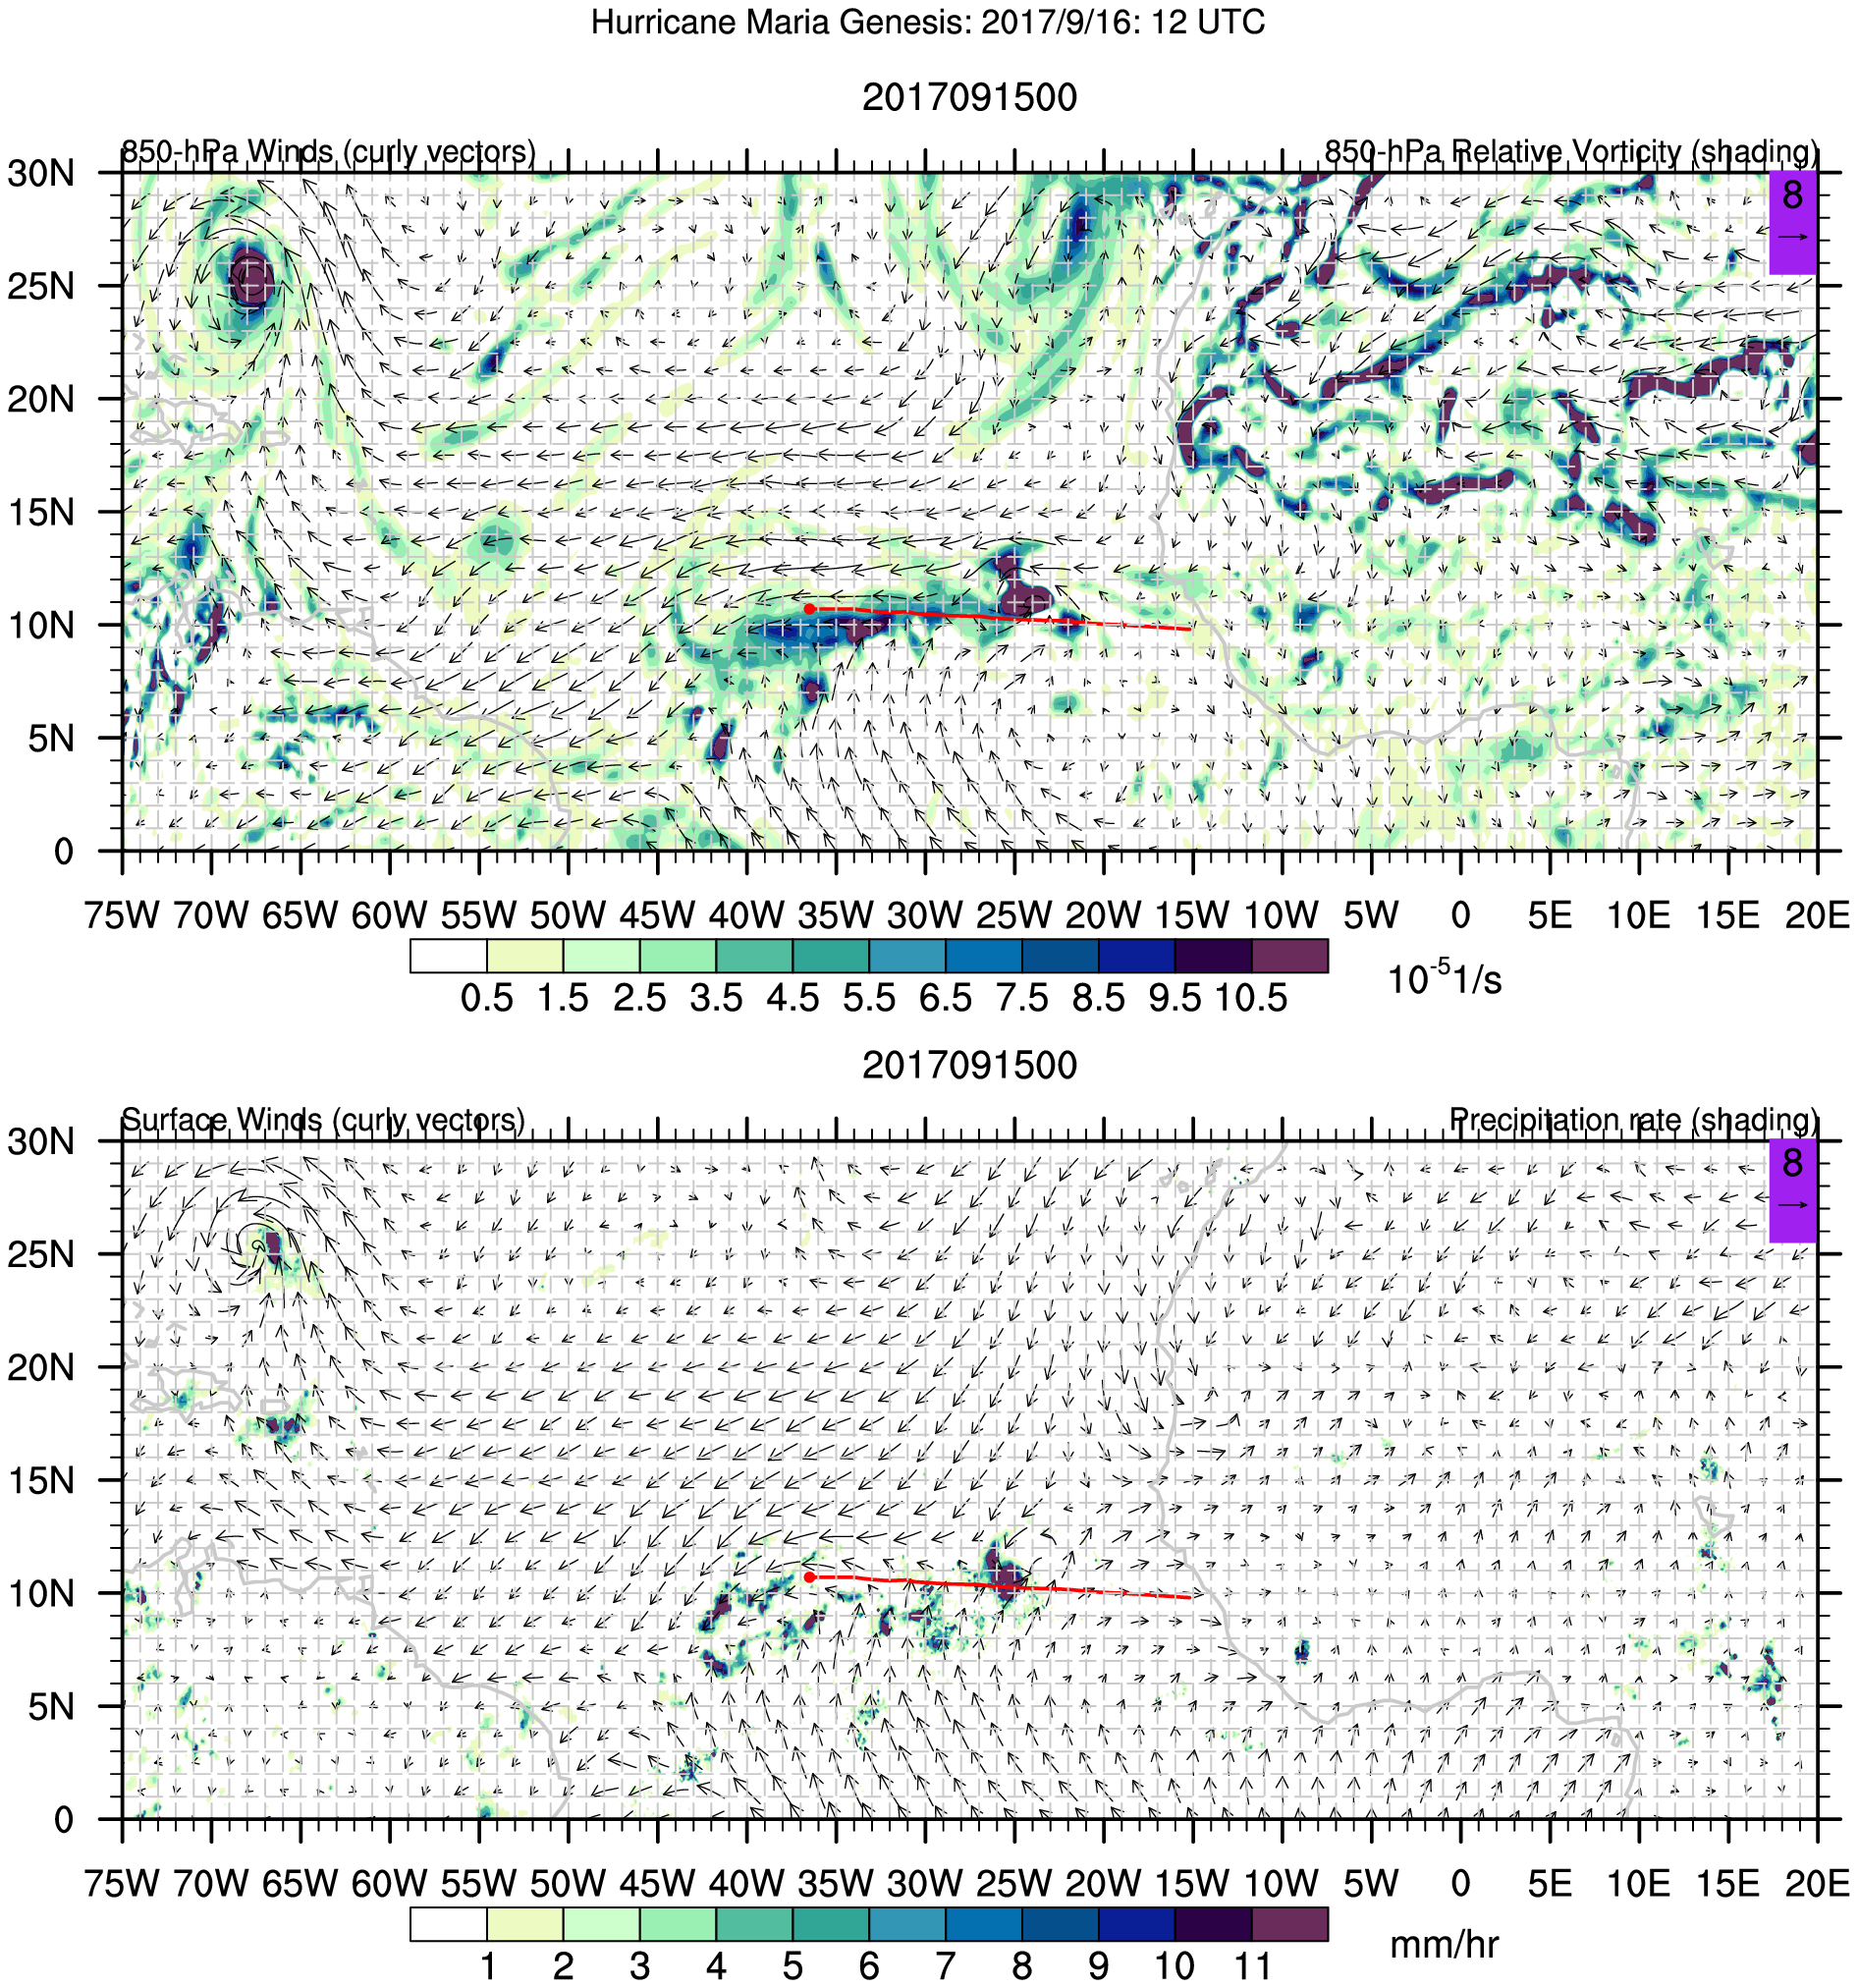 Hurricane Maria Genesis: 2017/9/16: 12 UTC
2017091500
850-hPa Winds (curly vectors) 850-hPa Relative Vorticity (shading)
30N
25N
20N
15N
10N
5N
0
8
75W 70W 65W 60W 55W 50W 45W 40W 35W 30W 25W 20W 15W 10W 5W 0 5E 10E 15E 20E
0.5 1.5 2.5 3.5 4.5 5.5 6.5 7.5 8.5 9.5 10.5
10⁻⁵1/s
2017091500
Surface Winds (curly vectors) Precipitation rate (shading)
30N
25N
20N
15N
10N
5N
0
8
75W 70W 65W 60W 55W 50W 45W 40W 35W 30W 25W 20W 15W 10W 5W 0 5E 10E 15E 20E
1 2 3 4 5 6 7 8 9 10 11
mm/hr